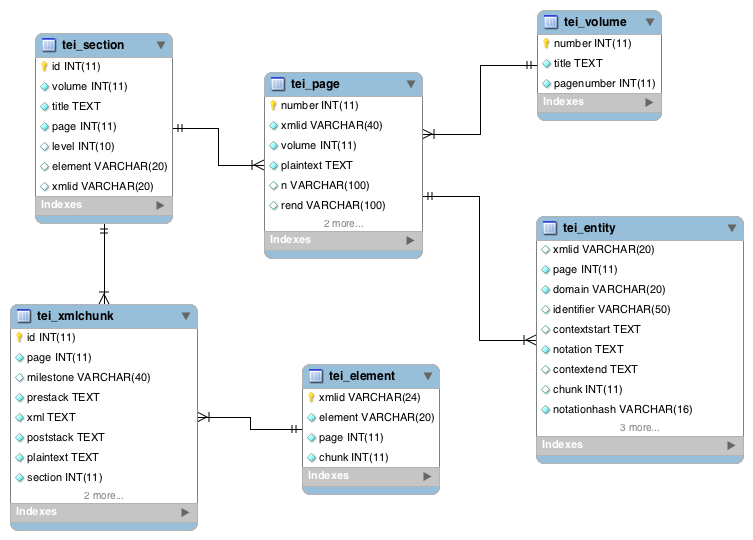 tei_section
id INT(11)
volume INT(11)
title TEXT
page INT(11)
level INT(10)
element VARCHAR(20)
xmlid VARCHAR(20)
Indexes
tei_page
number INT(11)
xmlid VARCHAR(40)
volume INT(11)
plaintext TEXT
n VARCHAR(100)
rend VARCHAR(100)
2 more...
Indexes
tei_volume
number INT(11)
title TEXT
pagenumber INT(11)
Indexes
tei_entity
xmlid VARCHAR(20)
page INT(11)
domain VARCHAR(20)
identifier VARCHAR(50)
contextstart TEXT
notation TEXT
contextend TEXT
chunk INT(11)
notationhash VARCHAR(16)
3 more...
Indexes
tei_xmlchunk
id INT(11)
page INT(11)
milestone VARCHAR(40)
prestack TEXT
xml TEXT
poststack TEXT
plaintext TEXT
section INT(11)
2 more...
Indexes
tei_element
xmlid VARCHAR(24)
element VARCHAR(20)
page INT(11)
chunk INT(11)
Indexes